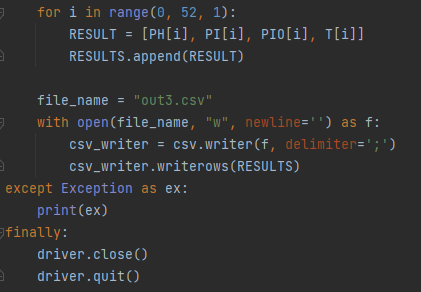 for i in range(0, 52, 1):
RESULT = [PH[i], PI[i], PIO[i], T[i]]
RESULTS.append(RESULT)
file_name = "out3.csv"
with open(file_name, "w", newline='') as f:
csv_writer = csv.writer(f, delimiter=';')
csv_writer.writerows(RESULTS)
except Exception as ex:
print(ex)
finally:
driver.close()
driver.quit()